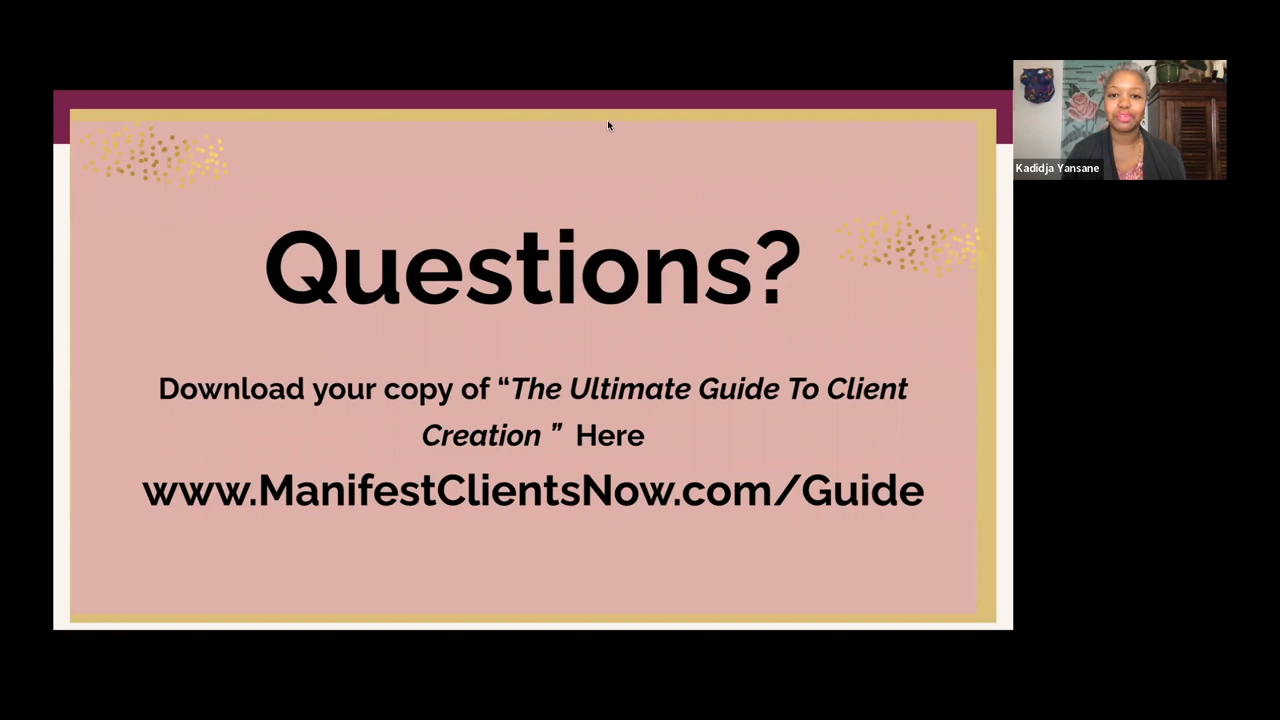 Questions?
Download your copy of “The Ultimate Guide To Client
Creation ” Here
www.ManifestClientsNow.com/Guide
Kadidja Yansane